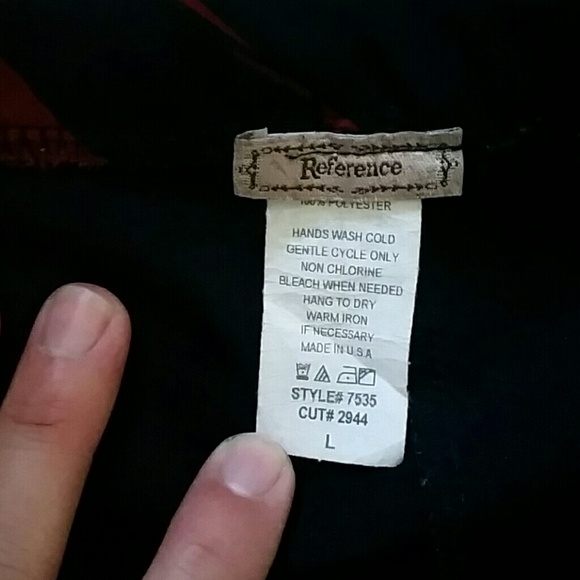 Reference
100% POLYESTER
HANDS WASH COLD
GENTLE CYCLE ONLY
NON CHLORINE
BLEACH WHEN NEEDED
HANG TO DRY
WARM IRON
IF NECESSARY
MADE IN U.S.A
STYLE# 7535
CUT# 2944
L